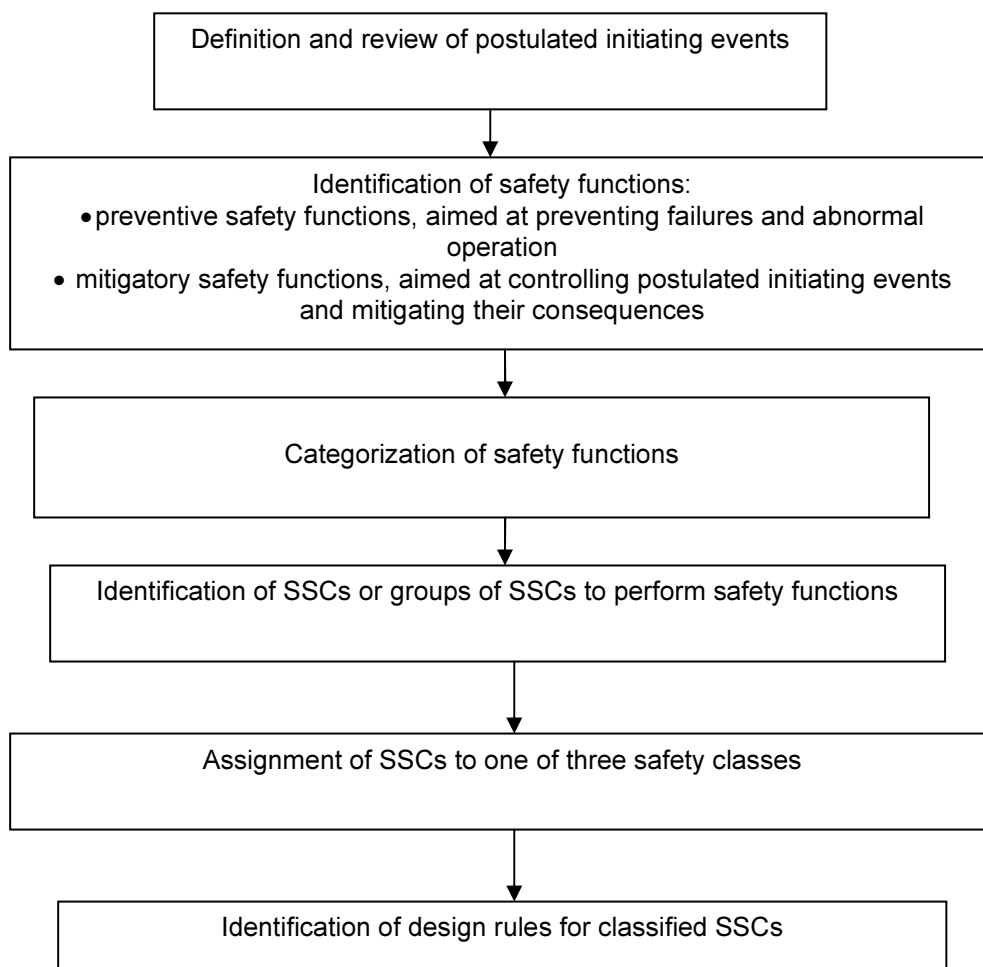 Definition and review of postulated initiating events
Identification of safety functions:
•preventive safety functions, aimed at preventing failures and abnormal
operation
• mitigatory safety functions, aimed at controlling postulated initiating events
and mitigating their consequences
Categorization of safety functions
Identification of SSCs or groups of SSCs to perform safety functions
Assignment of SSCs to one of three safety classes
Identification of design rules for classified SSCs